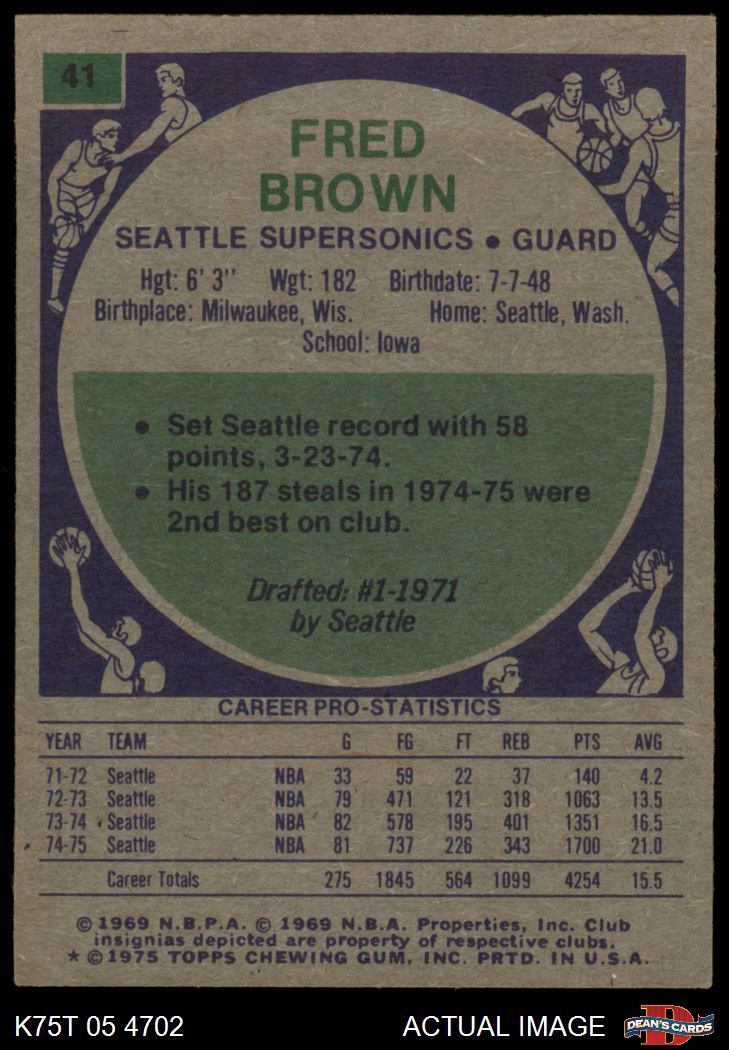 41
FRED
BROWN
SEATTLE SUPERSONICS • GUARD
Hgt: 6' 3" Wgt: 182 Birthdate: 7-7-48
Birthplace: Milwaukee, Wis. Home: Seattle, Wash.
School: Iowa
• Set Seattle record with 58
points, 3-23-74.
• His 187 steals in 1974-75 were
2nd best on club.
Drafted: #1-1971
by Seattle
CAREER PRO-STATISTICS
YEAR TEAM G FG FT REB PTS AVG
71-72 Seattle NBA 33 59 22 37 140 4.2
72-73 Seattle NBA 79 471 121 318 1063 13.5
73-74 Seattle NBA 82 578 195 401 1351 16.5
74-75 Seattle NBA 81 737 226 343 1700 21.0
Career Totals 275 1845 564 1099 4254 15.5
© 1969 N.B.P.A. © 1969 N.B.A. Properties, Inc. Club
insignias depicted are property of respective clubs.
* © 1975 TOPPS CHEWING GUM, INC. PRTD. IN U.S.A.
K75T 05 4702 ACTUAL IMAGE
D
DEAN'S CARDS